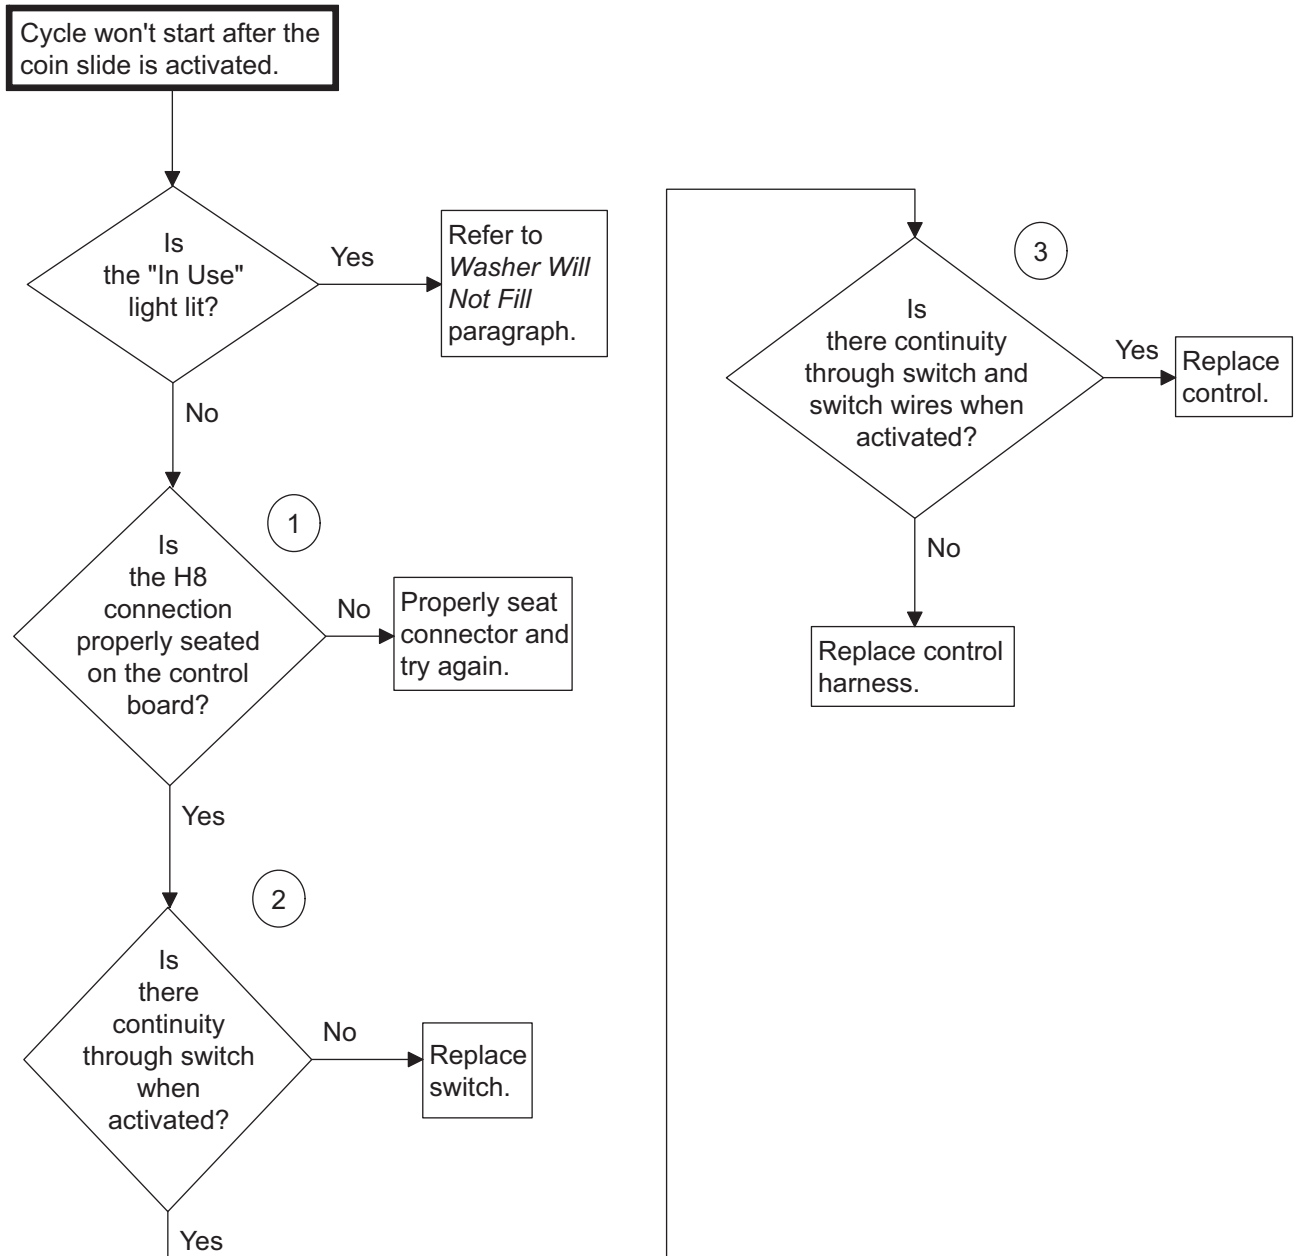 Cycle won't start after the
coin slide is activated.
Is
the "In Use"
light lit?
Yes
Refer to
Washer Will
Not Fill
paragraph.
No
1
Is
the H8
connection
properly seated
on the control
board?
No
Properly seat
connector and
try again.
Yes
2
Is
there
continuity
through switch
when
activated?
No
Replace
switch.
Yes
3
Is
there continuity
through switch and
switch wires when
activated?
Yes
Replace
control.
No
Replace control
harness.